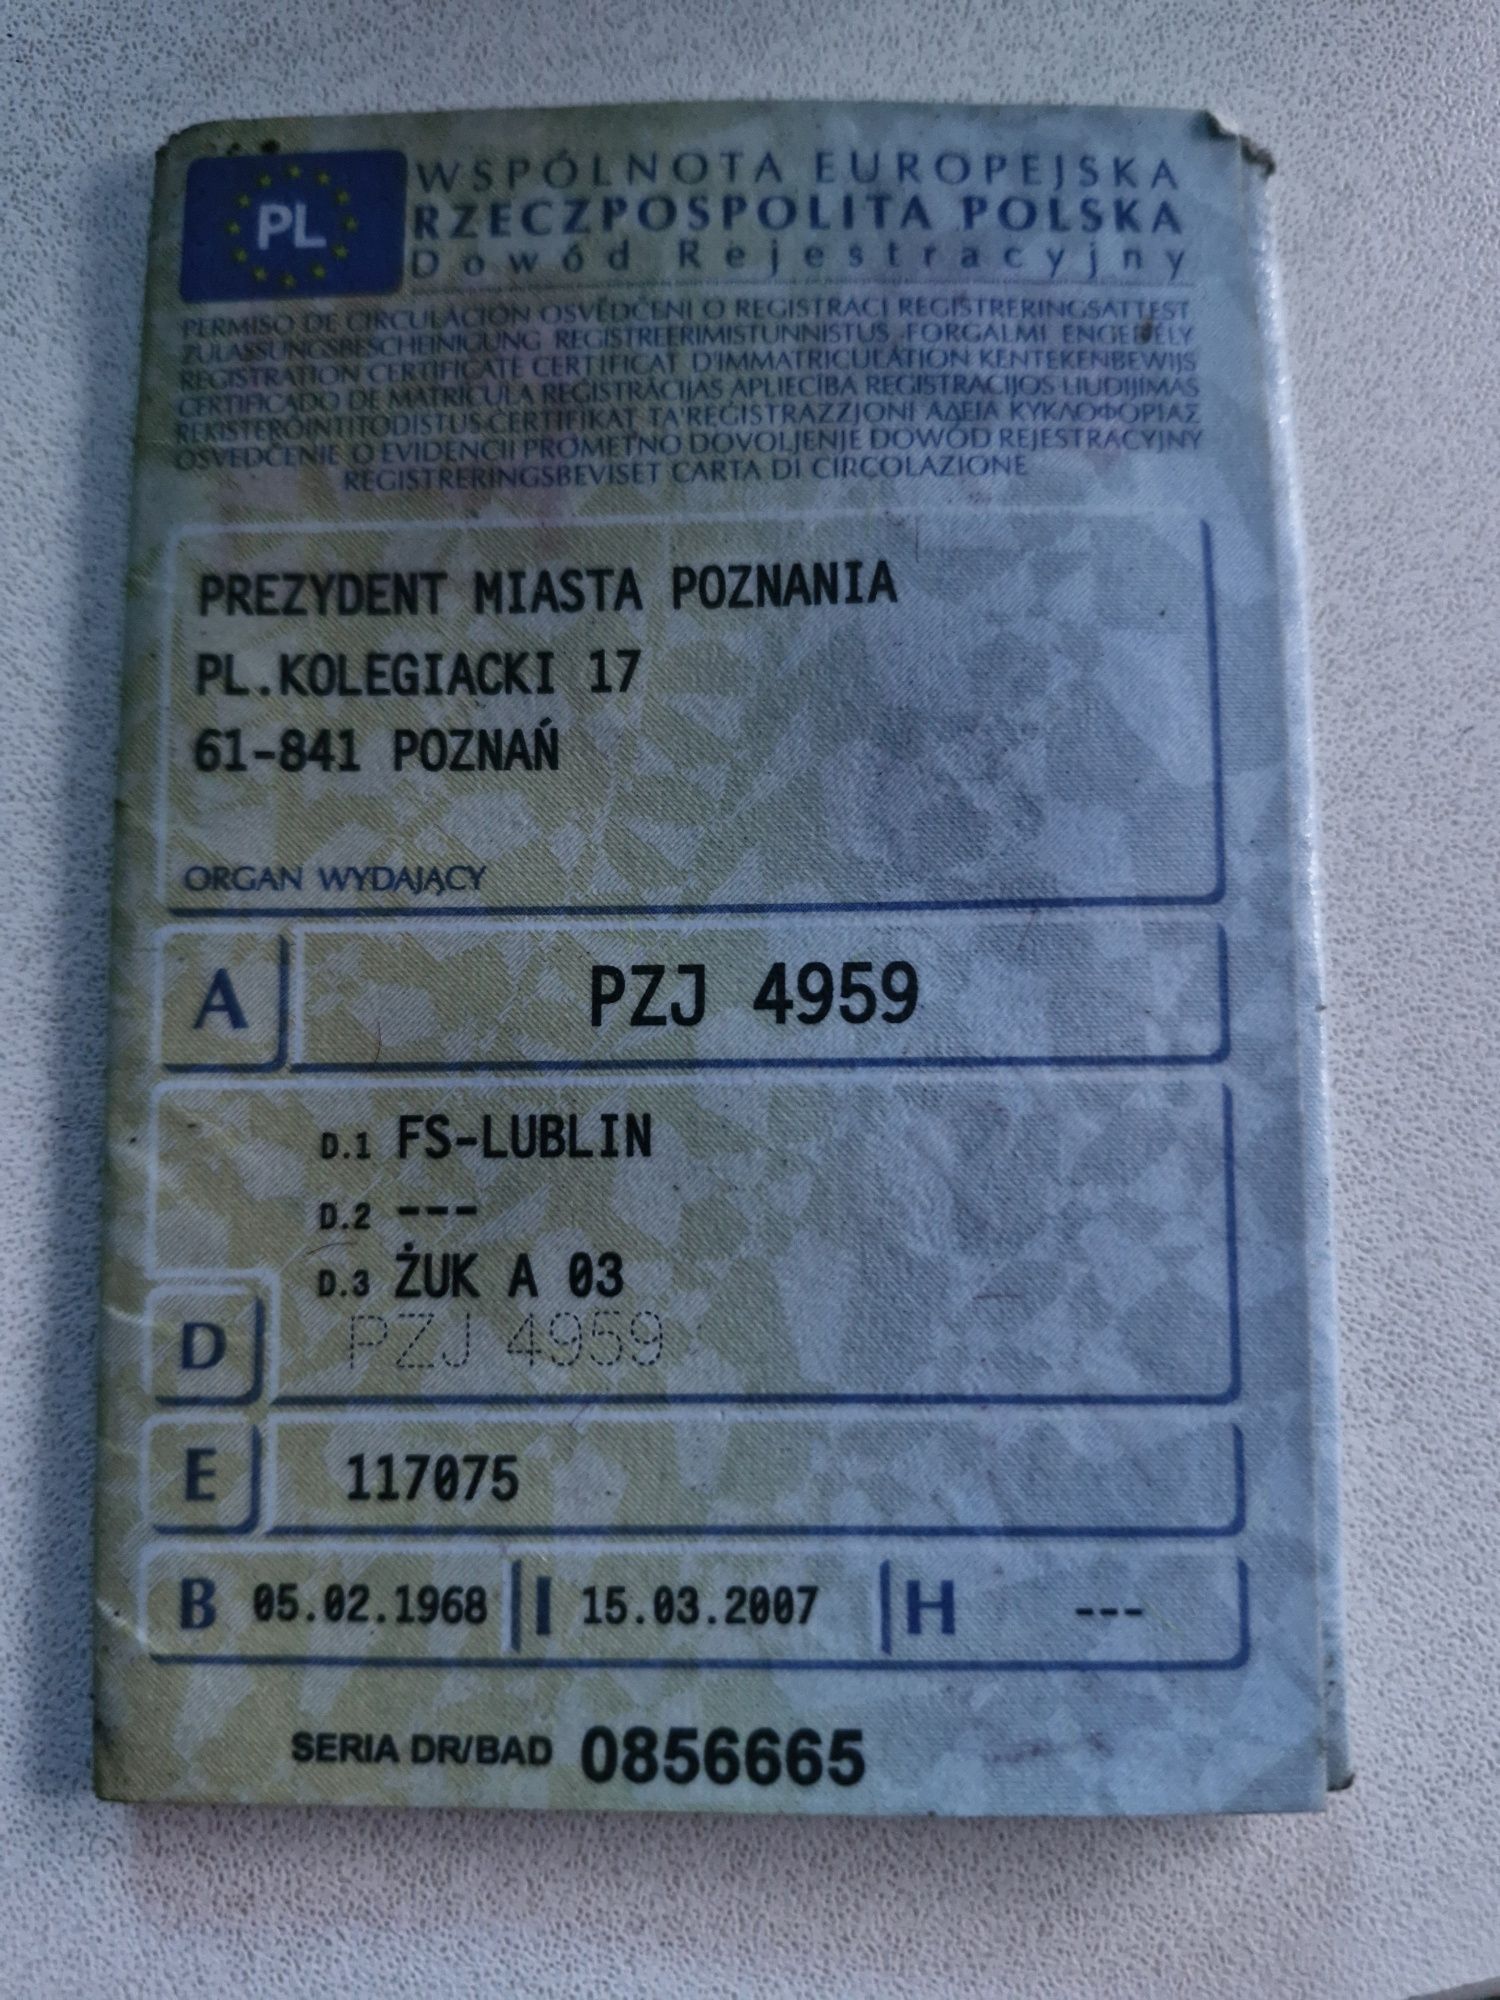 PL
WSPÓLNOTA EUROPEJSKA
RZECZPOSPOLITA POLSKA
Dowód Rejestracyjny
PERMISO DE CIRCULACIÓN OSVĚDČENÍ O REGISTRACI REGISTRERINGSATTEST
ZULASSUNGSBESCHEINIGUNG REGISTREERIMISTUNNISTUS FORGALMI ENGEDÉLY
REGISTRATION CERTIFICATE CERTIFICAT D'IMMATRICULATION KENTEKENBEWIJS
CERTIFICADO DE MATRÍCULA REGISTRĀCIJAS APLIECĪBA REGISTRACIJOS LIUDIJIMAS
REKISTERÖINTITODISTUS ĊERTIFIKAT TA'REĠISTRAZZJONI ΑΔΕΙΑ ΚΥΚΛΟΦΟΡΙΑΣ
OSVEDČENIE O EVIDENCII PROMETNO DOVOLJENJE DOWÓD REJESTRACYJNY
REGISTRERINGSBEVISET CARTA DI CIRCOLAZIONE
PREZYDENT MIASTA POZNANIA
PL.KOLEGIACKI 17
61-841 POZNAŃ
ORGAN WYDAJĄCY
A PZJ 4959
D.1 FS-LUBLIN
D.2 ---
D.3 ŻUK A 03
D PZJ 4959
E 117075
B 05.02.1968 I 15.03.2007 H ---
SERIA DR/BAD 0856665